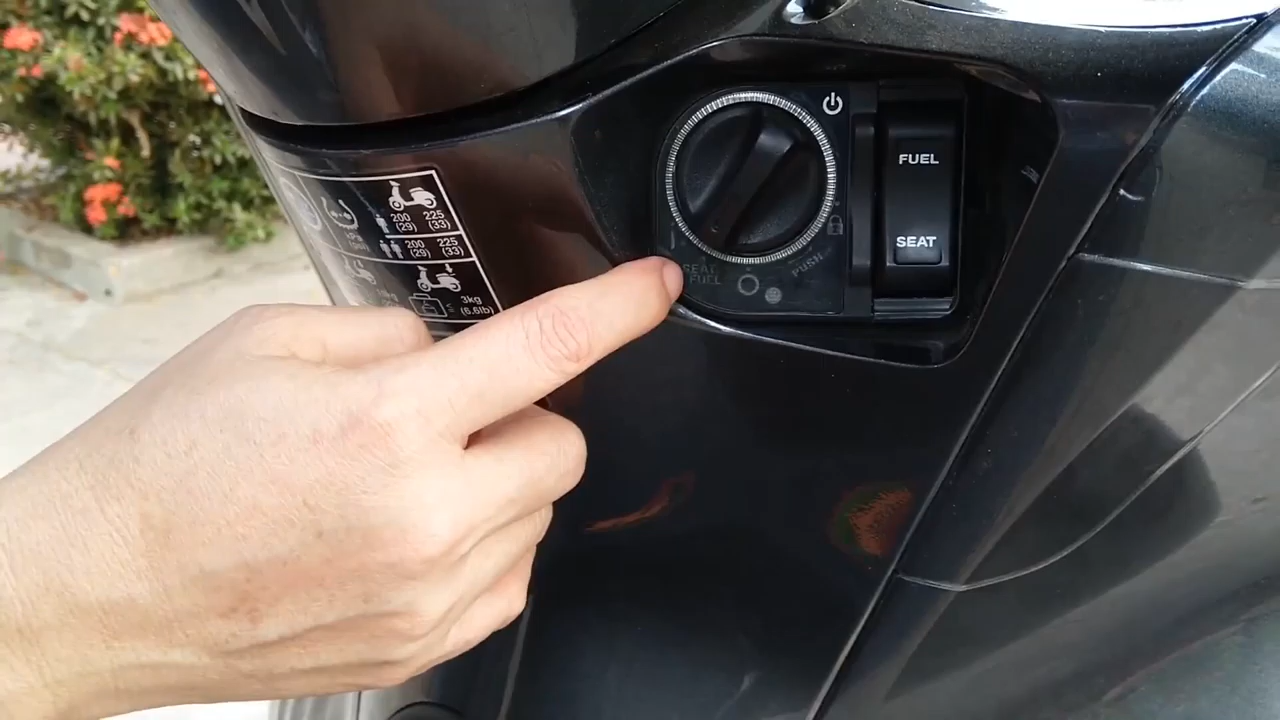 FUEL
SEAT
SEAT
FUEL
PUSH
200 225
(29) (33)
200 225
(29) (33)
3kg
(6.6lb)